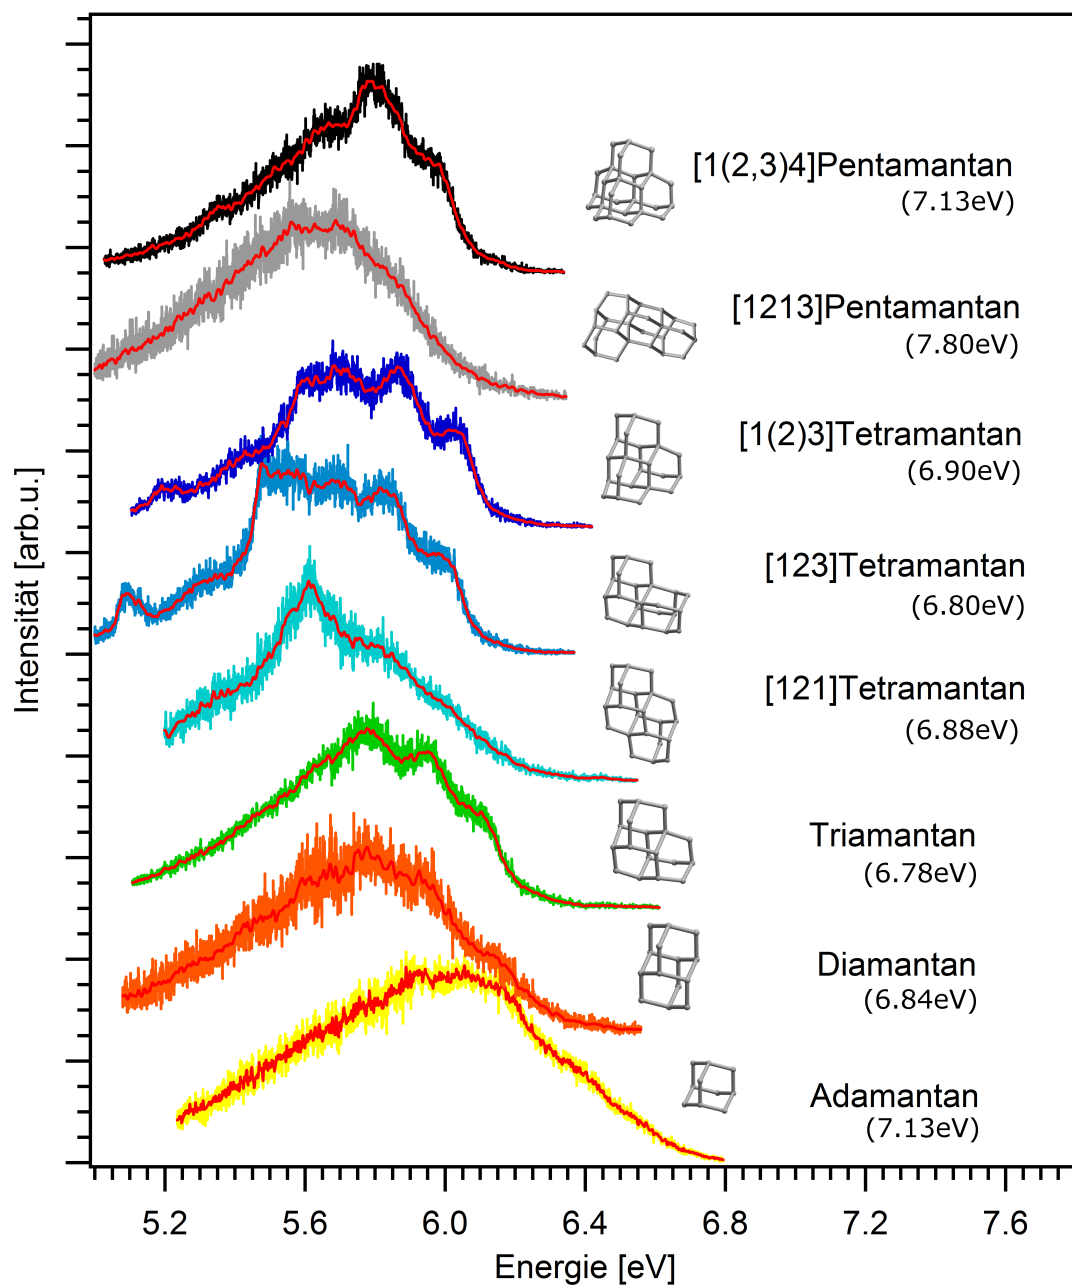 [1(2,3)4]Pentamantan
(7.13eV)
[1213]Pentamantan
(7.80eV)
[1(2)3]Tetramantan
(6.90eV)
[123]Tetramantan
(6.80eV)
[121]Tetramantan
(6.88eV)
Triamantan
(6.78eV)
Diamantan
(6.84eV)
Adamantan
(7.13eV)
Intensität [arb.u.]
5.2 5.6 6.0 6.4 6.8 7.2 7.6
Energie [eV]